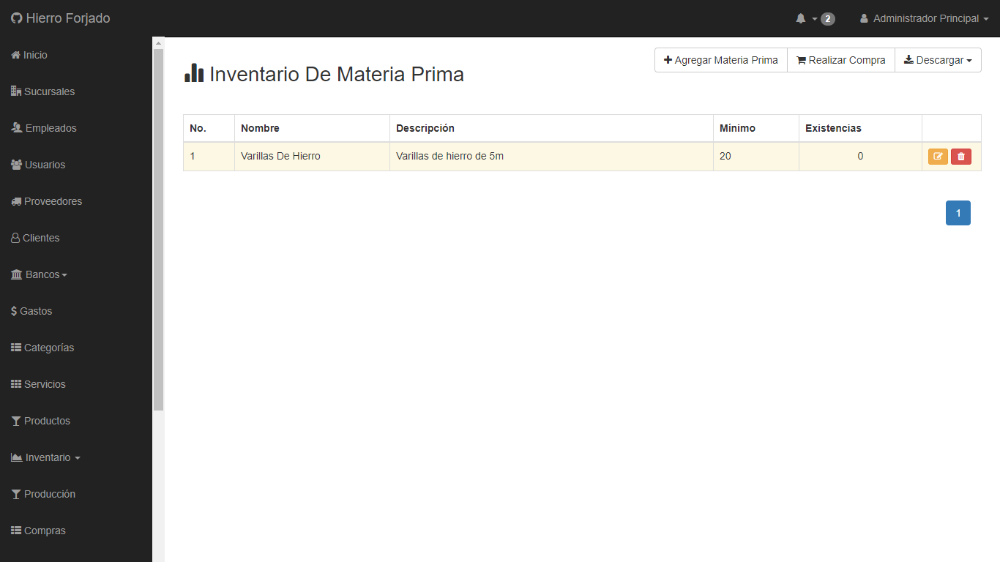 Hierro Forjado
2
Administrador Principal
Inicio
Sucursales
Empleados
Usuarios
Proveedores
Clientes
Bancos
Gastos
Categorías
Servicios
Productos
Inventario
Producción
Compras
Agregar Materia Prima Realizar Compra Descargar
Inventario De Materia Prima
No. Nombre Descripción Mínimo Existencias
1 Varillas De Hierro Varillas de hierro de 5m 20 0
1